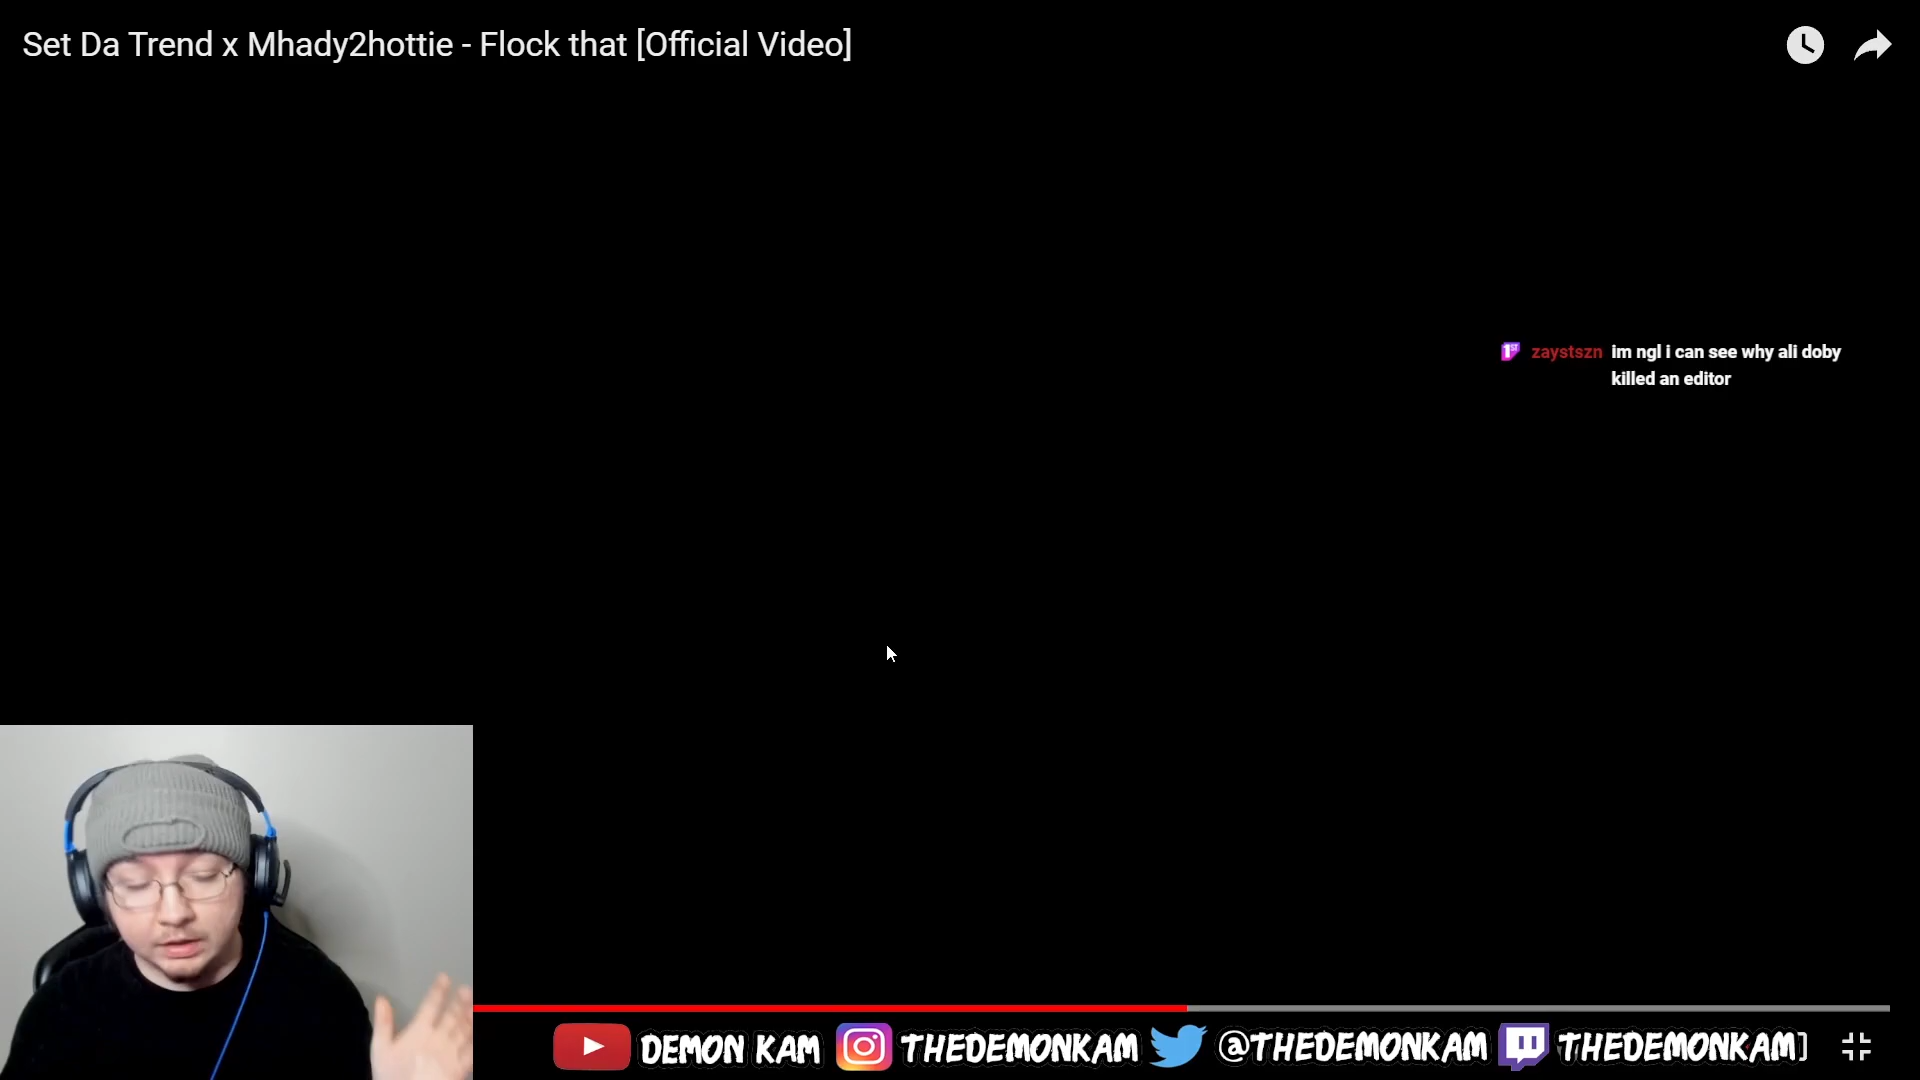 Set Da Trend x Mhady2hottie - Flock that [Official Video]
zaystszn im ngl i can see why ali doby
killed an editor
DEMON KAM THEDEMONKAM @THEDEMONKAM THEDEMONKAM